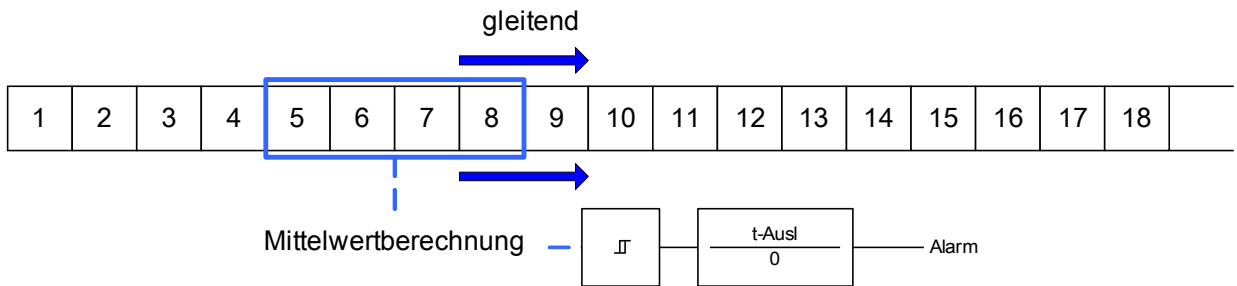 gleitend
1 2 3 4 5 6 7 8 9 10 11 12 13 14 15 16 17 18
Mittelwertberechnung
t-Ausl
0
Alarm